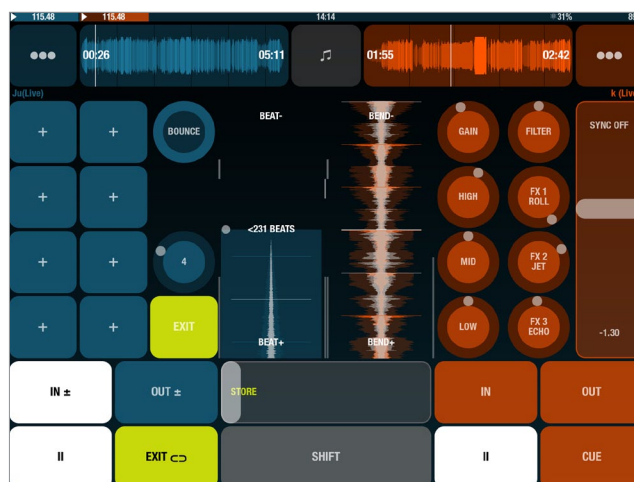 115.48
115.48
14:14
31%
00:26
05:11
01:55
02:42
Ju(Live)
k (Liv
BOUNCE
BEAT-
BEND-
GAIN
FILTER
SYNC OFF
HIGH
FX 1
ROLL
<231 BEATS
4
MID
FX 2
JET
EXIT
BEAT+
BEND+
LOW
FX 3
ECHO
-1.30
IN ±
OUT ±
STORE
IN
OUT
EXIT
SHIFT
CUE